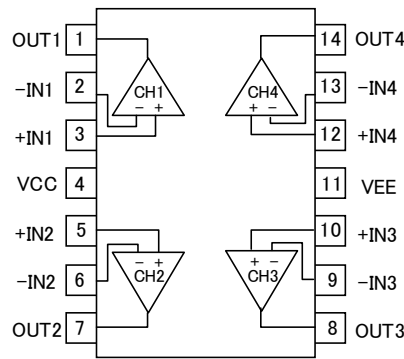 OUT1 1 14 OUT4
−IN1 2 CH1 − + CH4 + − 13 −IN4
+IN1 3 12 +IN4
VCC 4 11 VEE
+IN2 5 10 +IN3
−IN2 6 − + CH2 + − CH3 9 −IN3
OUT2 7 8 OUT3